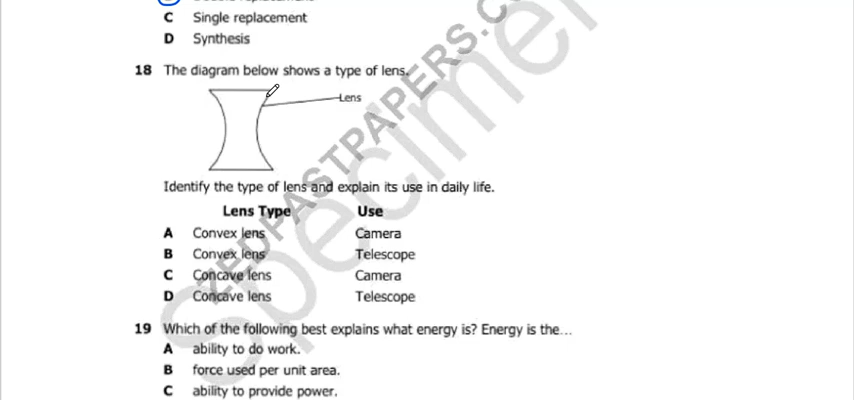 C Single replacement
D Synthesis
18 The diagram below shows a type of lens.
Lens
Identify the type of lens and explain its use in daily life.
Lens Type Use
A Convex lens Camera
B Convex lens Telescope
C Concave lens Camera
D Concave lens Telescope
19 Which of the following best explains what energy is? Energy is the...
A ability to do work.
B force used per unit area.
C ability to provide power.
ZEDPASTPAPERS.C
Specimen